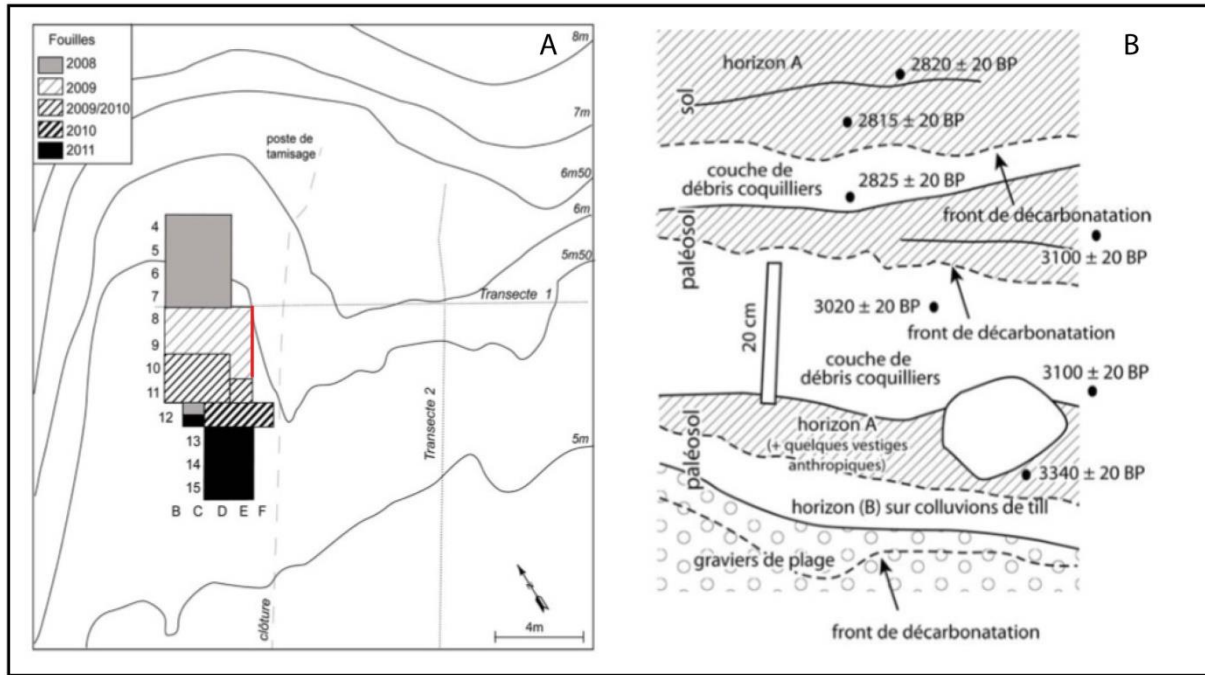 A
Fouilles
2008
2009
2009/2010
2010
2011
8m
7m
6m50
6m
5m50
5m
poste de
tamisage
4
5
6
7
8
9
10
11
12
13
14
15
B C D E F
Transecte 1
Transecte 2
clôture
4m
B
sol
horizon A
2820 ± 20 BP
2815 ± 20 BP
couche de
débris coquilliers
2825 ± 20 BP
front de décarbonatation
paléosol
3100 ± 20 BP
3020 ± 20 BP
front de décarbonatation
20 cm
couche de
débris coquilliers
3100 ± 20 BP
paléosol
horizon A
(+ quelques vestiges
anthropiques)
3340 ± 20 BP
horizon (B) sur colluvions de till
graviers de plage
front de décarbonatation